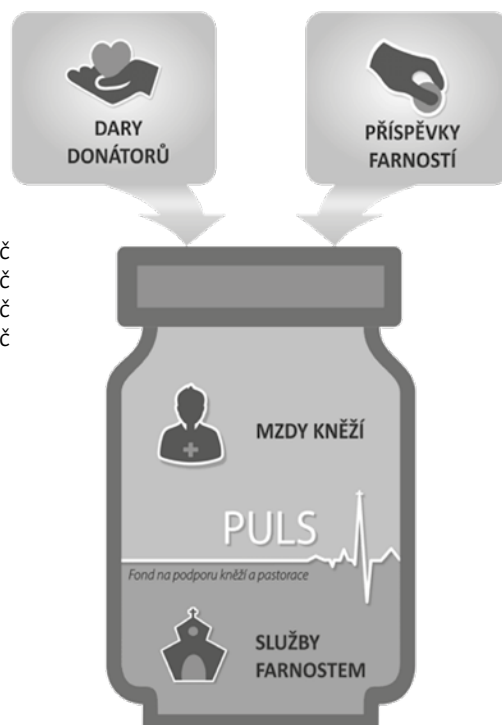 DARY
DONÁTORŮ
PŘÍSPĚVKY
FARNOSTÍ
č
č
č
č
MZDY KNĚŽÍ
PULS
Fond na podporu kněží a pastorace
SLUŽBY
FARNOSTEM